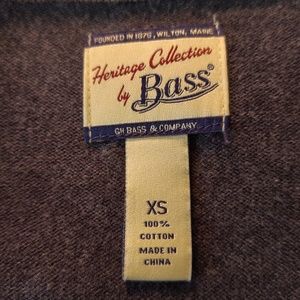 FOUNDED IN 1876, WILTON, MAINE
Heritage Collection
by Bass®
GH BASS & COMPANY
XS
100%
COTTON
MADE IN
CHINA